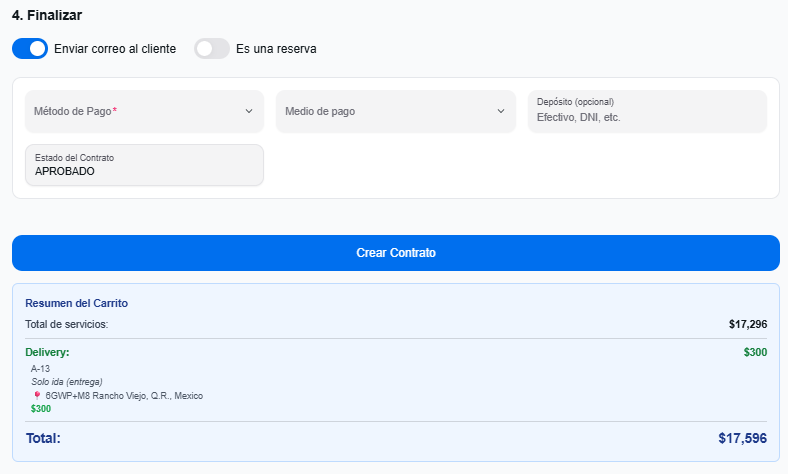 4. Finalizar
Enviar correo al cliente Es una reserva
Método de Pago* Medio de pago Depósito (opcional)
Efectivo, DNI, etc.
Estado del Contrato
APROBADO
Crear Contrato
Resumen del Carrito
Total de servicios: $17,296
Delivery: $300
A-13
Solo ida (entrega)
6GWP+M8 Rancho Viejo, Q.R., Mexico
$300
Total: $17,596